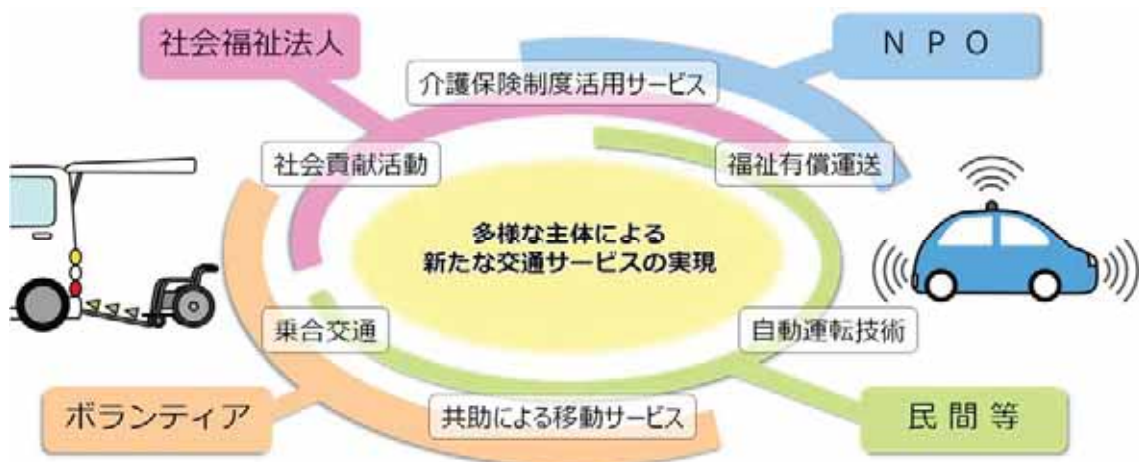 社会福祉法人
N P O
介護保険制度活用サービス
社会貢献活動
福祉有償運送
多様な主体による
新たな交通サービスの実現
乗合交通
自動運転技術
ボランティア
共助による移動サービス
民間等